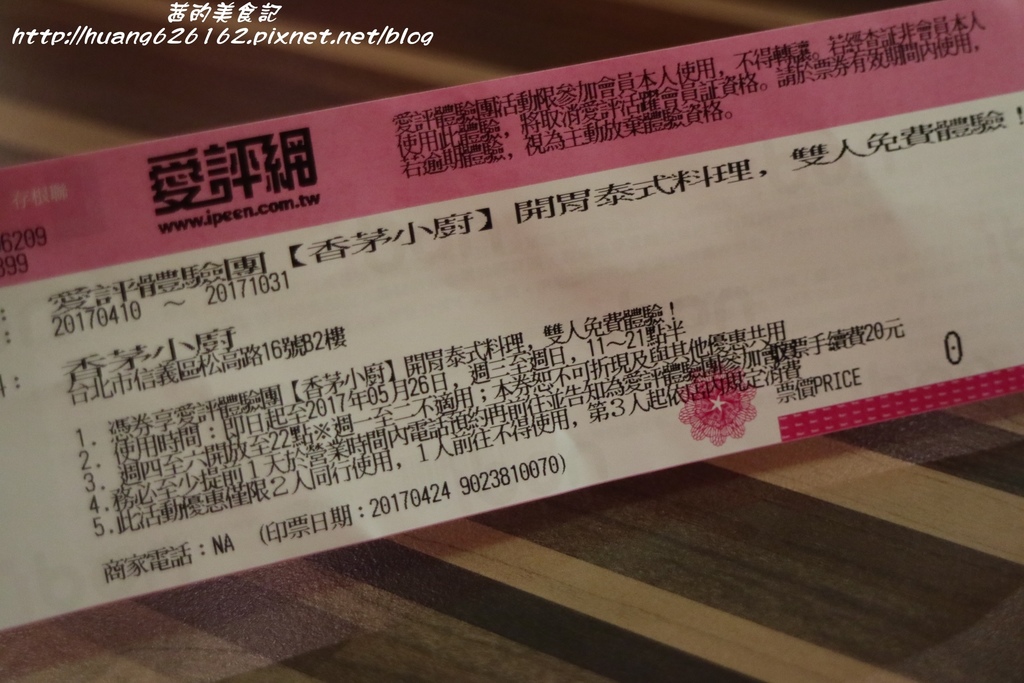 茜的美食記
http://huang626162.pixnet.net/blog
存根聯
愛評網
www.ipeen.com.tw
愛評體驗團活動限參加會員本人使用，不得轉讓。若經查証非會員本人
使用此體驗，將取消愛評活躍會員証資格。請於票券有效期間內使用，
若逾期體驗，視為主動放棄體驗資格。
6209
899
愛評體驗團【香茅小廚】開胃泰式料理，雙人免費體驗！
20170410 ～ 20171031
香茅小廚
台北市信義區松高路16號B2樓
1. 憑券享愛評體驗團【香茅小廚】開胃泰式料理，雙人免費體驗！
2. 使用時間：即日起至2017年05月26日，週二至週日，11～21點半
3. 週四至六開放至22點※週一至二不適用；本券恕不可折現及與其他優惠共用
4.務必至少提前1天於營業時間內電話預約再前往並告知為愛評體驗團參加會員
5.此活動優惠僅限2人同行使用，1人前往不得使用，第3人起依店內規定消費
取票手續費20元
票價PRICE
0
商家電話：NA (印票日期：20170424 9023810070)